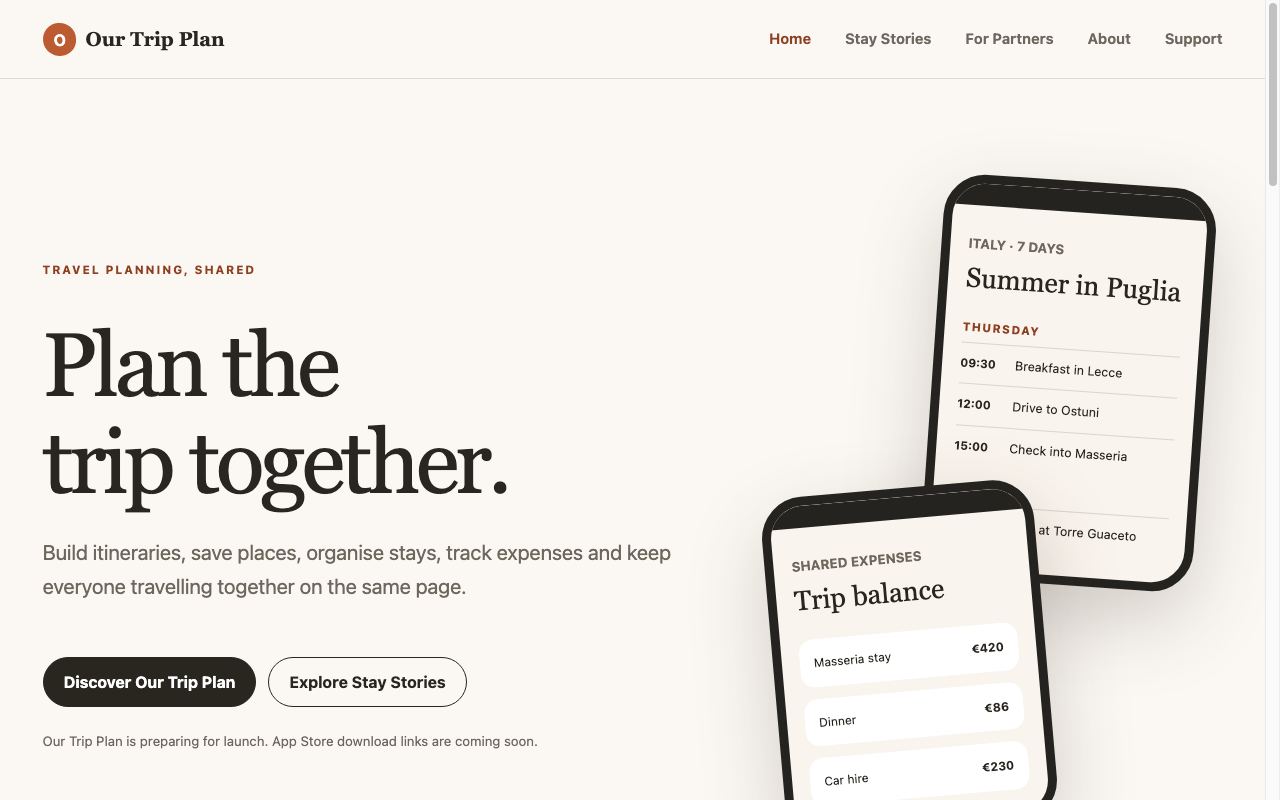 O Our Trip Plan
Home Stay Stories For Partners About Support
TRAVEL PLANNING, SHARED
Plan the
trip together.
Build itineraries, save places, organise stays, track expenses and keep
everyone travelling together on the same page.
Discover Our Trip Plan
Explore Stay Stories
Our Trip Plan is preparing for launch. App Store download links are coming soon.
ITALY · 7 DAYS
Summer in Puglia
THURSDAY
09:30 Breakfast in Lecce
12:00 Drive to Ostuni
15:00 Check into Masseria
at Torre Guaceto
SHARED EXPENSES
Trip balance
Masseria stay €420
Dinner €86
Car hire €230